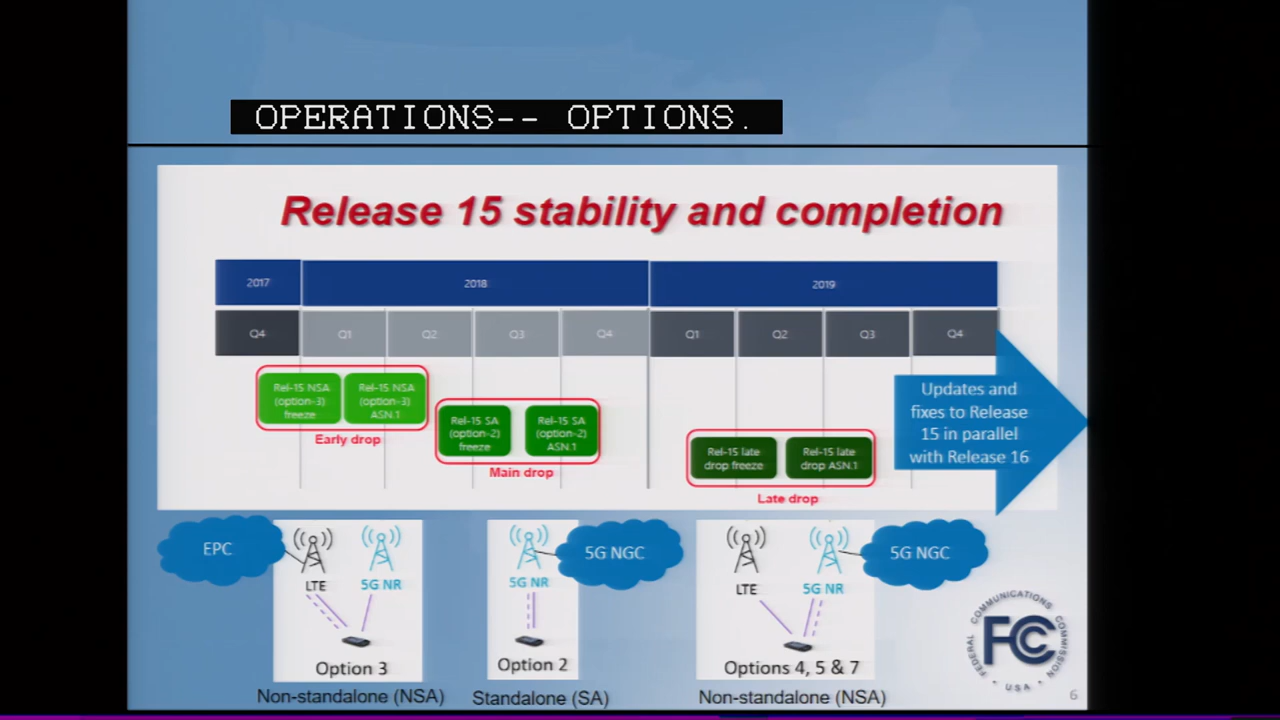 OPERATIONS-- OPTIONS.
Release 15 stability and completion
2017 2018 2019
Q4 Q1 Q2 Q3 Q4 Q1 Q2 Q3 Q4
Rel-15 NSA
(option-3)
freeze
Rel-15 NSA
(option-3)
ASN.1
Early drop
Rel-15 SA
(option-2)
freeze
Rel-15 SA
(option-2)
ASN.1
Main drop
Rel-15 late
drop freeze
Rel-15 late
drop ASN.1
Late drop
Updates and
fixes to Release
15 in parallel
with Release 16
EPC
LTE 5G NR
Option 3
Non-standalone (NSA)
5G NR
5G NGC
Option 2
Standalone (SA)
LTE 5G NR
5G NGC
Options 4, 5 & 7
Non-standalone (NSA)
FEDERAL COMMUNICATIONS COMMISSION
FCC
• USA •
6